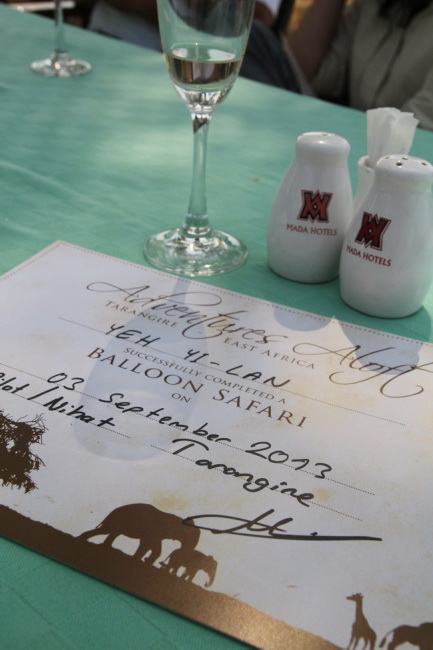 MADA HOTELS
MADA HOTELS
Adventures Aloft
TARANGIRE EAST AFRICA
YEH YI-LAN
SUCCESSFULLY COMPLETED A
BALLOON SAFARI
ON
03 September 2013
Tarangire